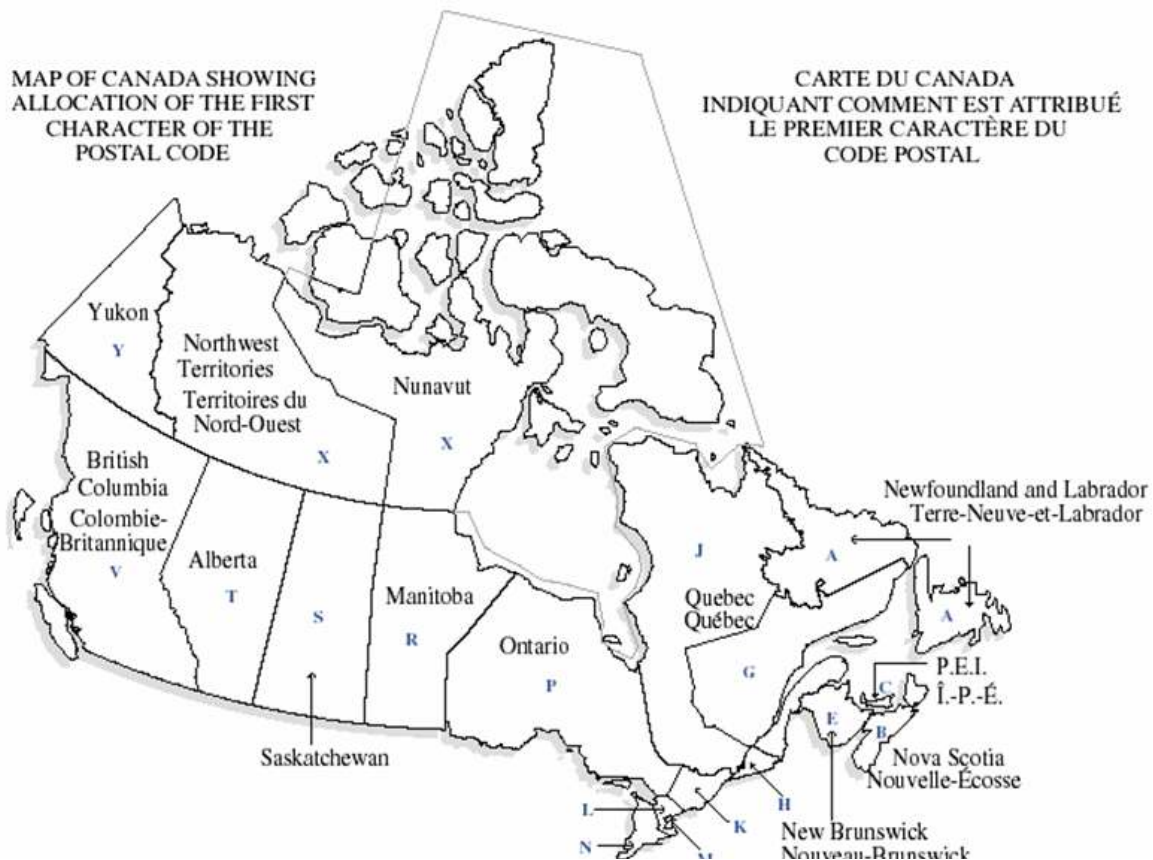 MAP OF CANADA SHOWING
ALLOCATION OF THE FIRST
CHARACTER OF THE
POSTAL CODE
CARTE DU CANADA
INDIQUANT COMMENT EST ATTRIBUÉ
LE PREMIER CARACTÈRE DU
CODE POSTAL
Yukon
Y
Northwest
Territories
Territoires du
Nord-Ouest
X
Nunavut
X
British
Columbia
Colombie-
Britannique
V
Alberta
T
S
Saskatchewan
Manitoba
R
Ontario
P
J
Quebec
Québec
G
Newfoundland and Labrador
Terre-Neuve-et-Labrador
A
A
P.E.I.
Î.-P.-É.
C
E
B
Nova Scotia
Nouvelle-Écosse
H
K
L
N
M
New Brunswick
Nouveau-Brunswick